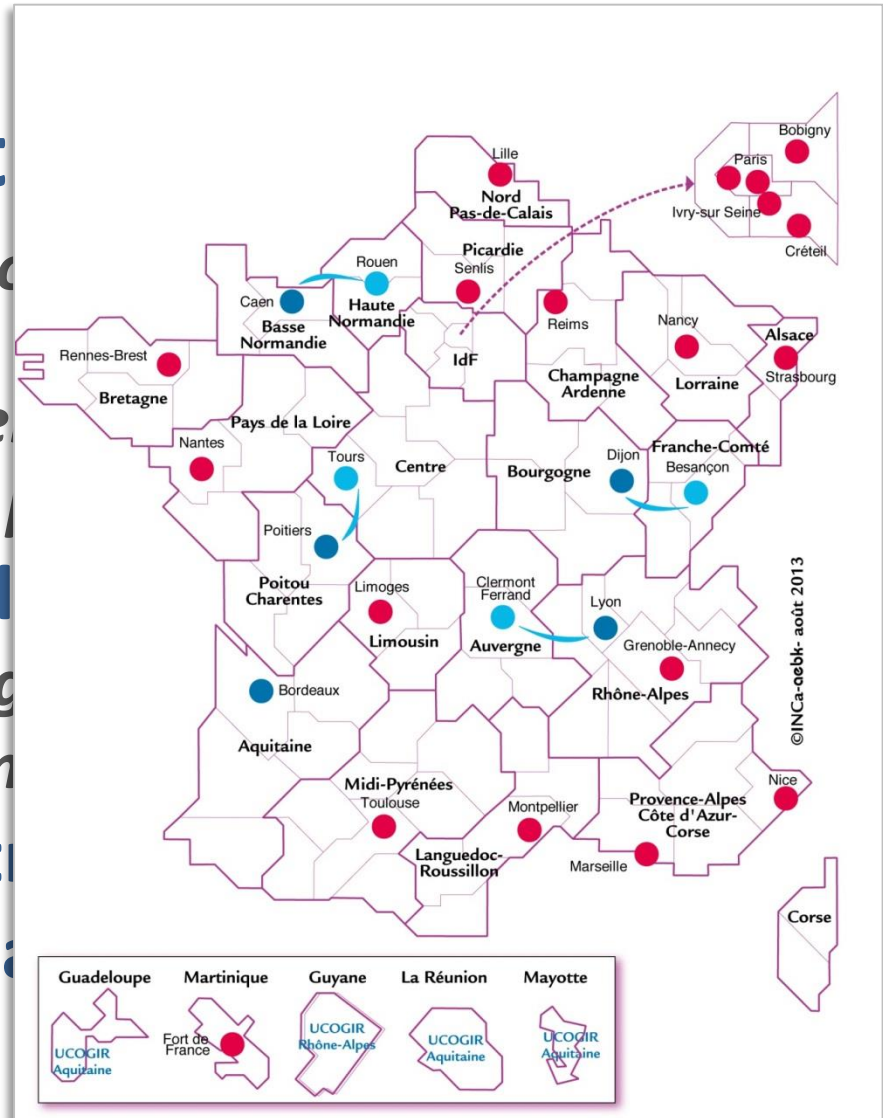 Bobigny
Paris
Ivry-sur Seine
Créteil
Lille
Nord
Pas-de-Calais
Picardie
Senlis
Rouen
Haute
Normandie
Caen
Basse
Normandie
IdF
Reims
Champagne
Ardenne
Nancy
Lorraine
Alsace
Strasbourg
Rennes-Brest
Bretagne
Pays de la Loire
Nantes
Tours
Centre
Bourgogne
Dijon
Franche-Comté
Besançon
Poitiers
Poitou
Charentes
Limoges
Limousin
Clermont
Ferrand
Auvergne
Lyon
Grenoble-Annecy
Rhône-Alpes
Bordeaux
Aquitaine
Midi-Pyrénées
Toulouse
Montpellier
Languedoc-
Roussillon
Provence-Alpes
Côte d'Azur-
Corse
Nice
Marseille
Corse
©INCa-aebk- août 2013
Guadeloupe
UCOGIR
Aquitaine
Martinique
Fort de
France
Guyane
UCOGIR
Rhône-Alpes
La Réunion
UCOGIR
Aquitaine
Mayotte
UCOGIR
Aquitaine